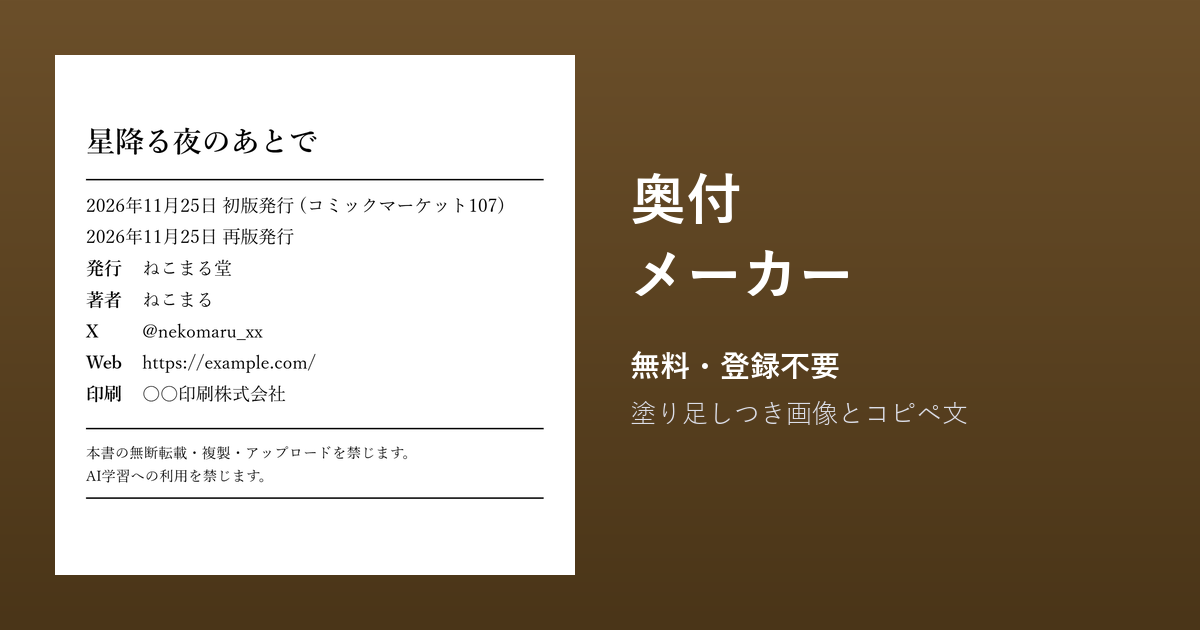 星降る夜のあとで
2026年11月25日 初版発行 (コミックマーケット107)
2026年11月25日 再版発行
発行 ねこまる堂
著者 ねこまる
X @nekomaru_xx
Web https://example.com/
印刷 〇〇印刷株式会社
本書の無断転載・複製・アップロードを禁じます。
AI学習への利用を禁じます。
奥付
メーカー
無料・登録不要
塗り足しつき画像とコピペ文